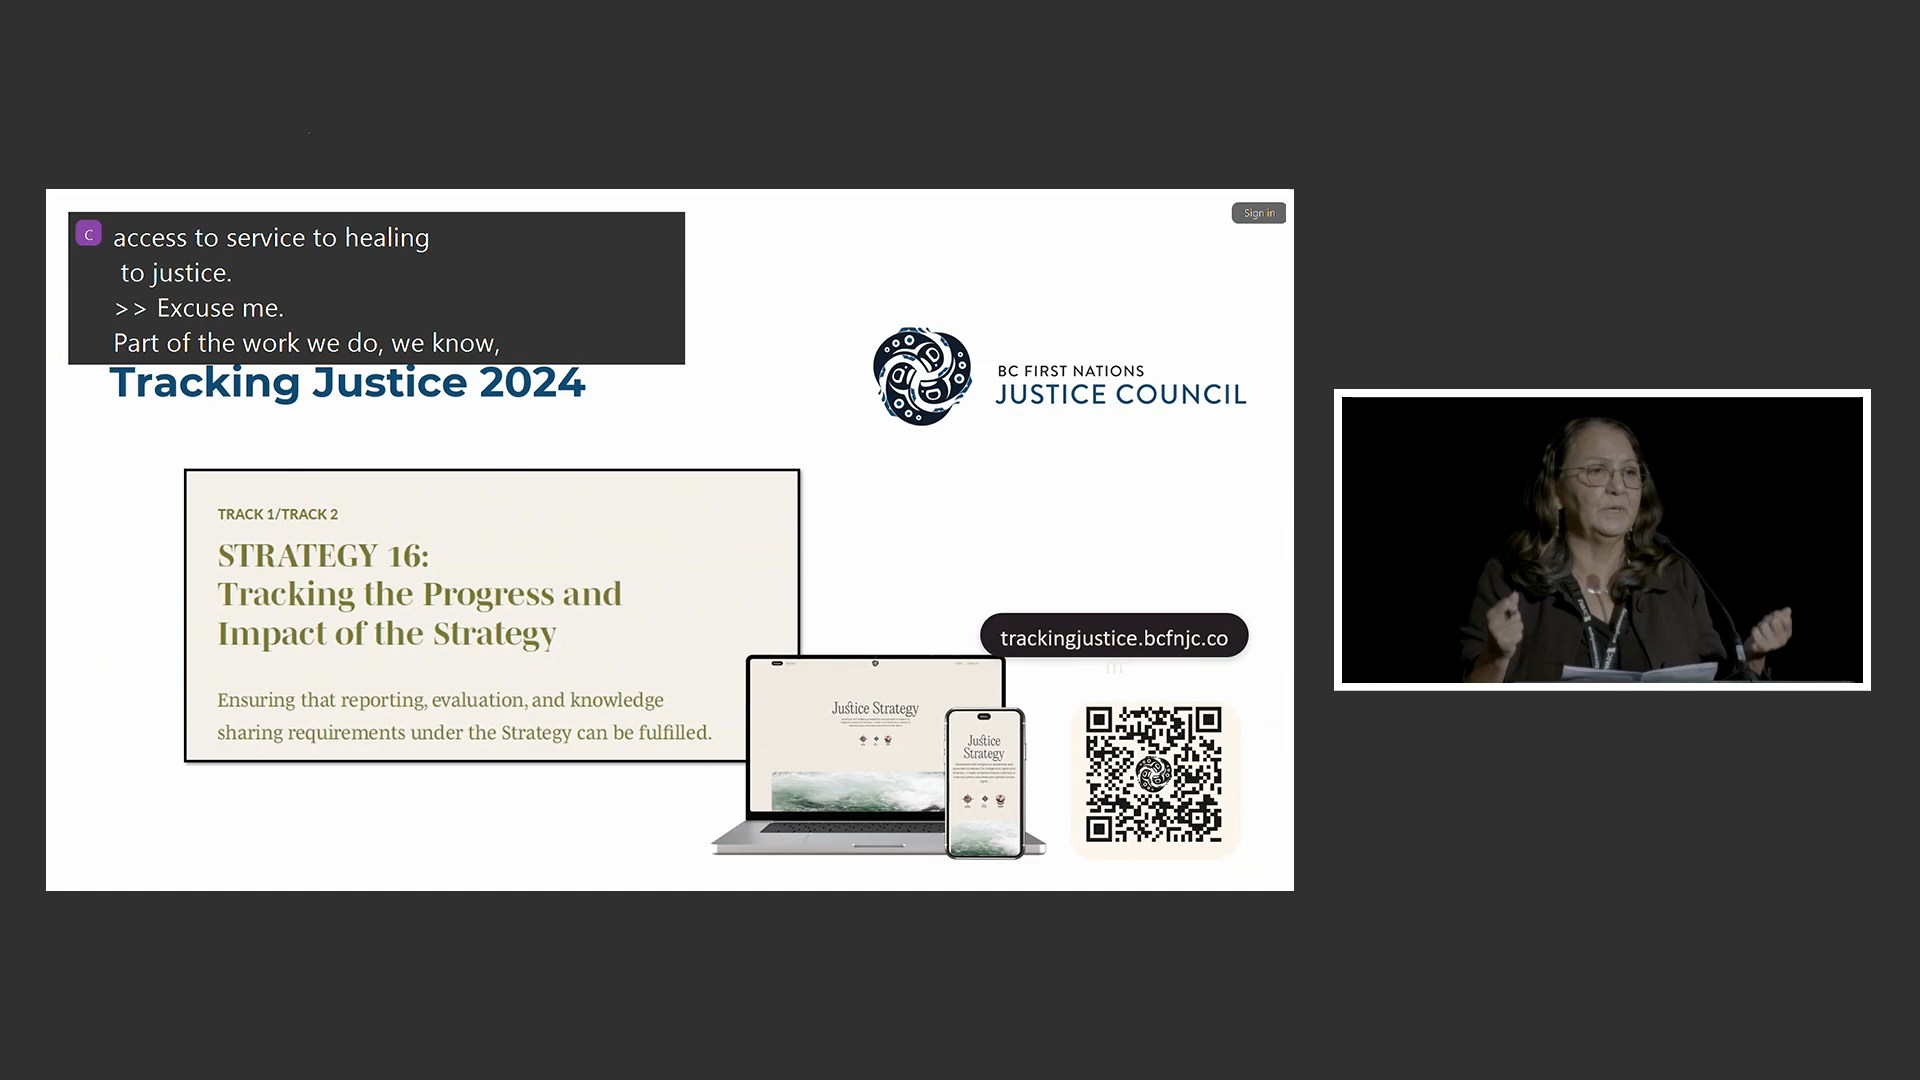 C
access to service to healing
to justice.
>> Excuse me.
Part of the work we do, we know,
Sign in
Tracking Justice 2024
BC FIRST NATIONS
JUSTICE COUNCIL
TRACK 1/TRACK 2
STRATEGY 16:
Tracking the Progress and
Impact of the Strategy
Ensuring that reporting, evaluation, and knowledge
sharing requirements under the Strategy can be fulfilled.
trackingjustice.bcfnjc.co
m
Justice Strategy
Justice
Strategy